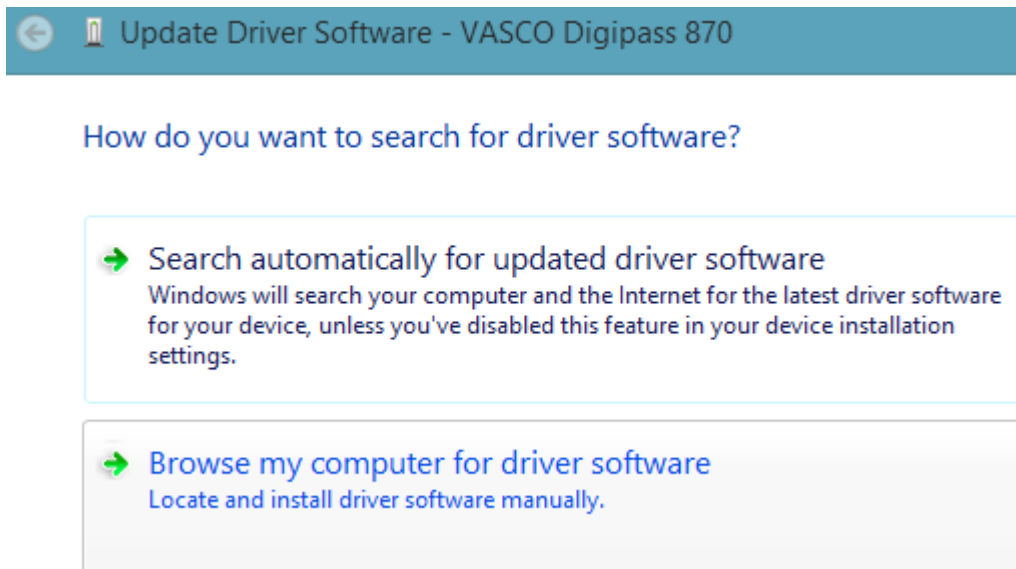 Update Driver Software - VASCO Digipass 870
How do you want to search for driver software?
Search automatically for updated driver software
Windows will search your computer and the Internet for the latest driver software
for your device, unless you've disabled this feature in your device installation
settings.
Browse my computer for driver software
Locate and install driver software manually.